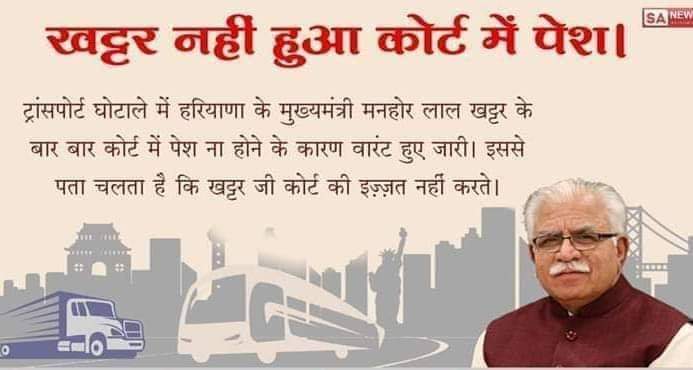 खट्टर नहीं हुआ कोर्ट में पेश।
SA NEWS
ट्रांसपोर्ट घोटाले में हरियाणा के मुख्यमंत्री मनहोर लाल खट्टर के
बार बार कोर्ट में पेश ना होने के कारण वारंट हुए जारी। इससे
पता चलता है कि खट्टर जी कोर्ट की इज़्ज़त नहीं करते।